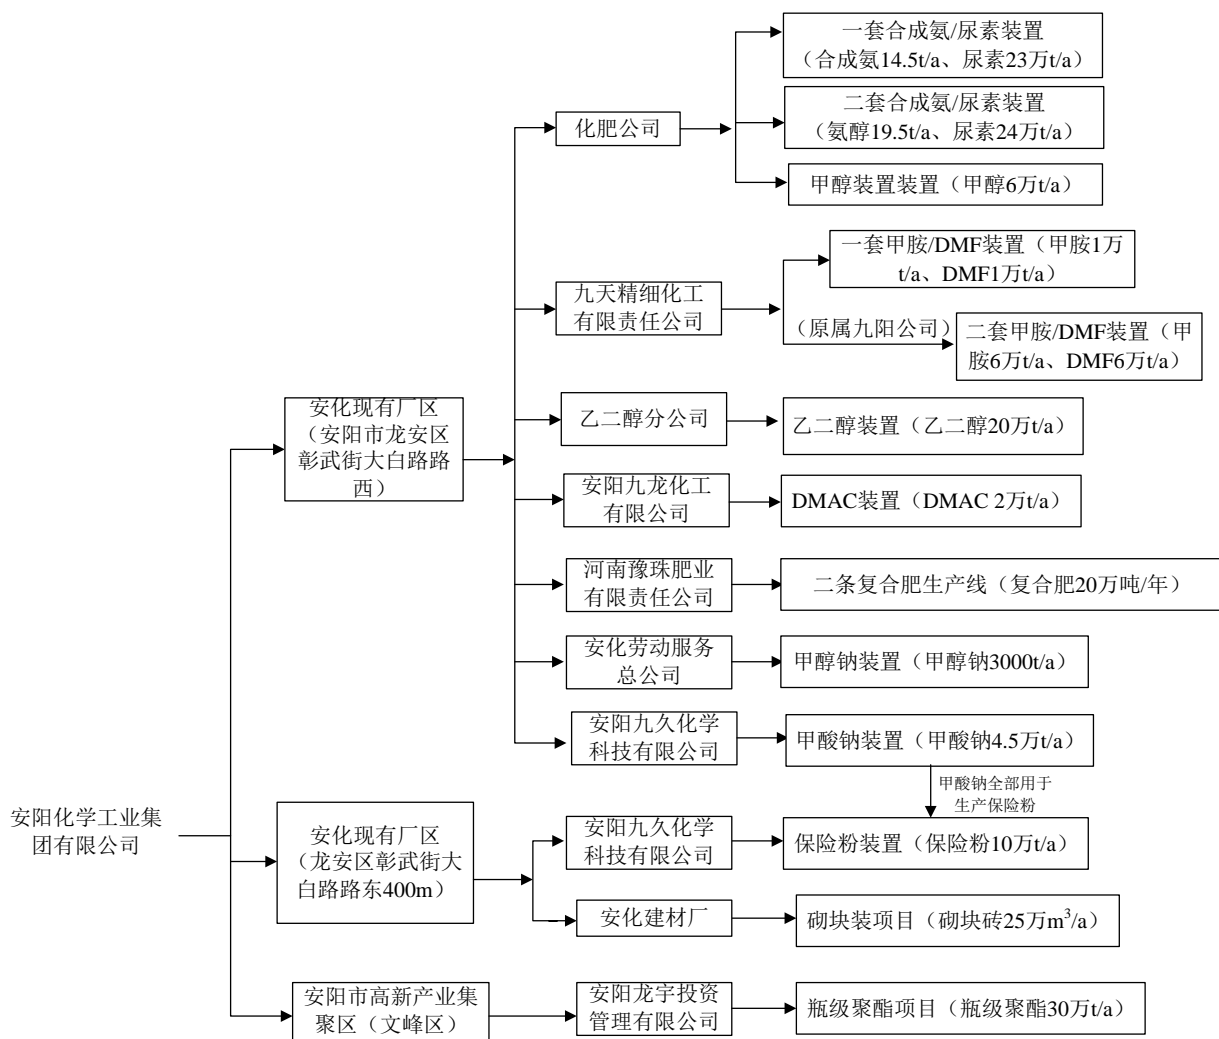 一套合成氨/尿素装置
（合成氨14.5t/a、尿素23万t/a）
化肥公司
二套合成氨/尿素装置
（氨醇19.5t/a、尿素24万t/a）
甲醇装置装置（甲醇6万t/a）
九天精细化工
有限责任公司
一套甲胺/DMF装置（甲胺1万
t/a、DMF1万t/a）
（原属九阳公司）
二套甲胺/DMF装置（甲
胺6万t/a、DMF6万t/a）
安化现有厂区
（安阳市龙安区
彰武街大白路路
西）
乙二醇分公司
乙二醇装置（乙二醇20万t/a）
安阳九龙化工
有限公司
DMAC装置（DMAC 2万t/a）
河南豫珠肥业
有限责任公司
二条复合肥生产线（复合肥20万吨/年）
安化劳动服务
总公司
甲醇钠装置（甲醇钠3000t/a）
安阳九久化学
科技有限公司
甲酸钠装置（甲酸钠4.5万t/a）
甲酸钠全部用于
生产保险粉
安阳化学工业集
团有限公司
安化现有厂区
（龙安区彰武街大
白路路东400m）
安阳九久化学
科技有限公司
保险粉装置（保险粉10万t/a）
安化建材厂
砌块装项目（砌块砖25万m³/a）
安阳市高新产业集
聚区（文峰区）
安阳龙宇投资
管理有限公司
瓶级聚酯项目（瓶级聚酯30万t/a）